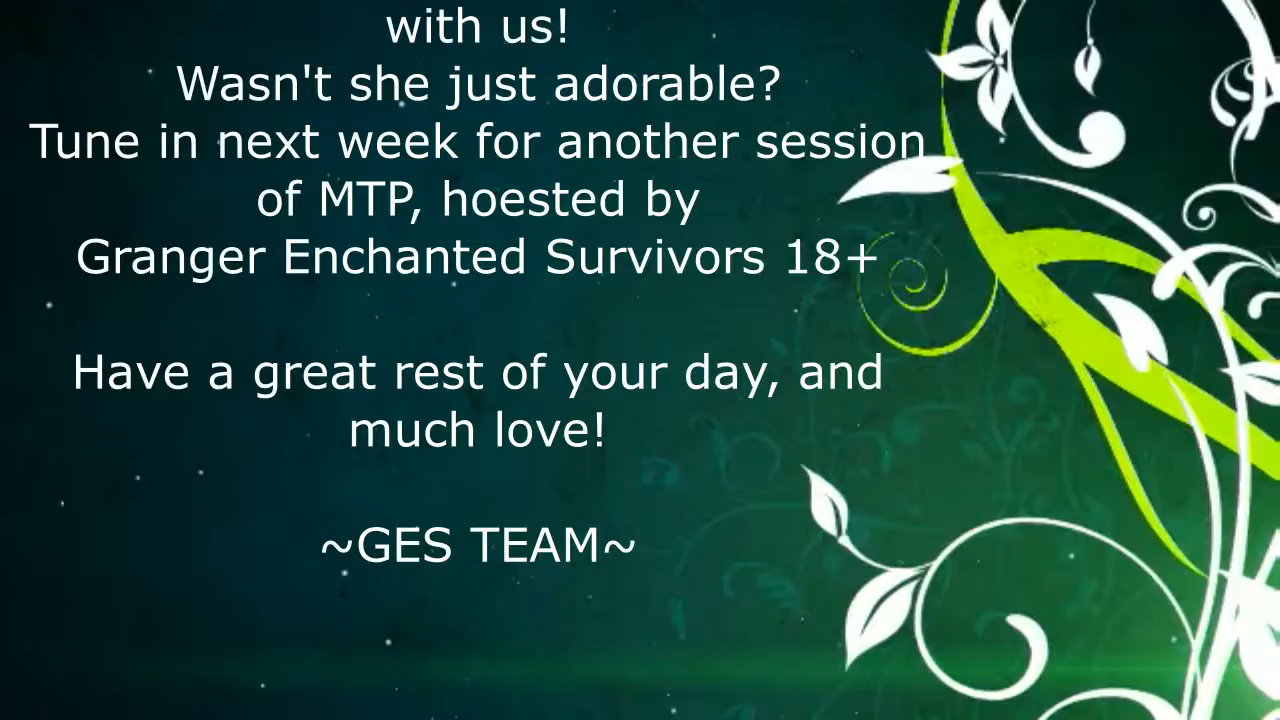 with us!
Wasn't she just adorable?
Tune in next week for another session
of MTP, hoested by
Granger Enchanted Survivors 18+
Have a great rest of your day, and
much love!
~GES TEAM~